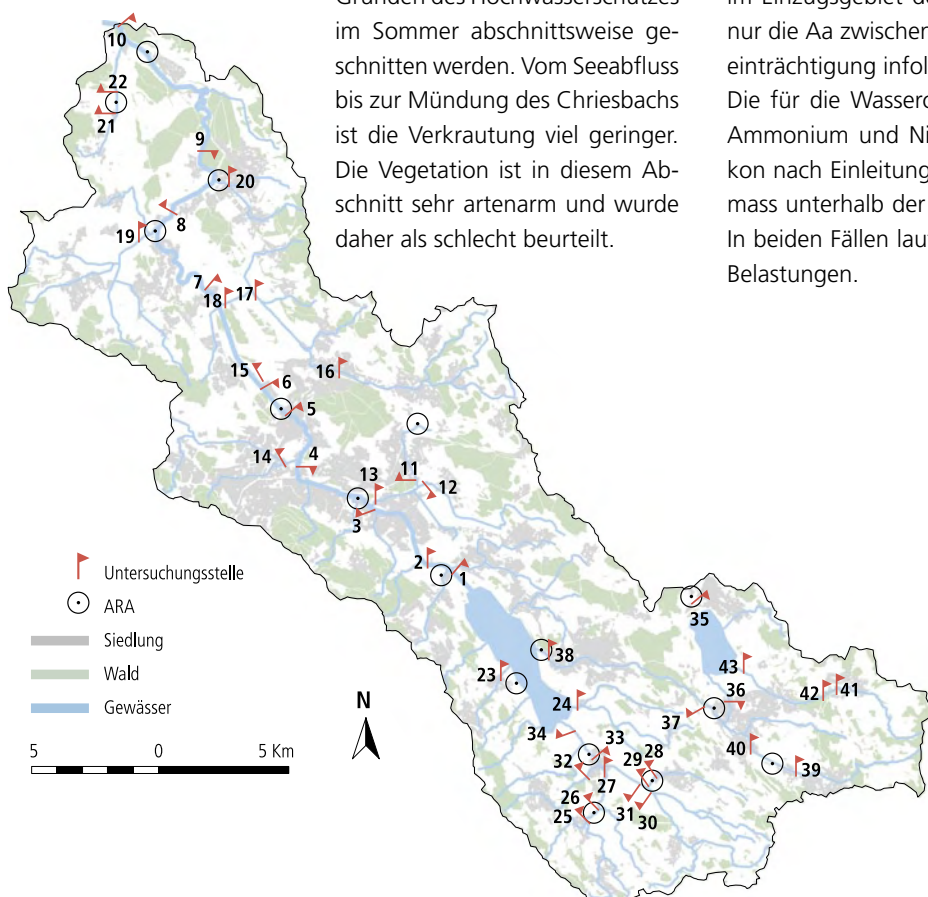 Gründen des Hochwasserschutzes
im Sommer abschnittsweise ge-
schnitten werden. Vom Seeabfluss
bis zur Mündung des Chriesbachs
ist die Verkrautung viel geringer.
Die Vegetation ist in diesem Ab-
schnitt sehr artenarm und wurde
daher als schlecht beurteilt.
nur die Aa zwischen
einträchtigung infol
Die für die Wasser
Ammonium und Ni
kon nach Einleitung
mass unterhalb der
In beiden Fällen lau
Belastungen.
10
22
21
9
20
8
19
7
18
17
15
6
16
5
14
4
13
11
12
3
2
1
35
38
23
43
36
42
41
24
37
34
40
33
28
39
32
29
27
26
25
31
30
Untersuchungsstelle
ARA
Siedlung
Wald
Gewässer
N
5 0 5 Km